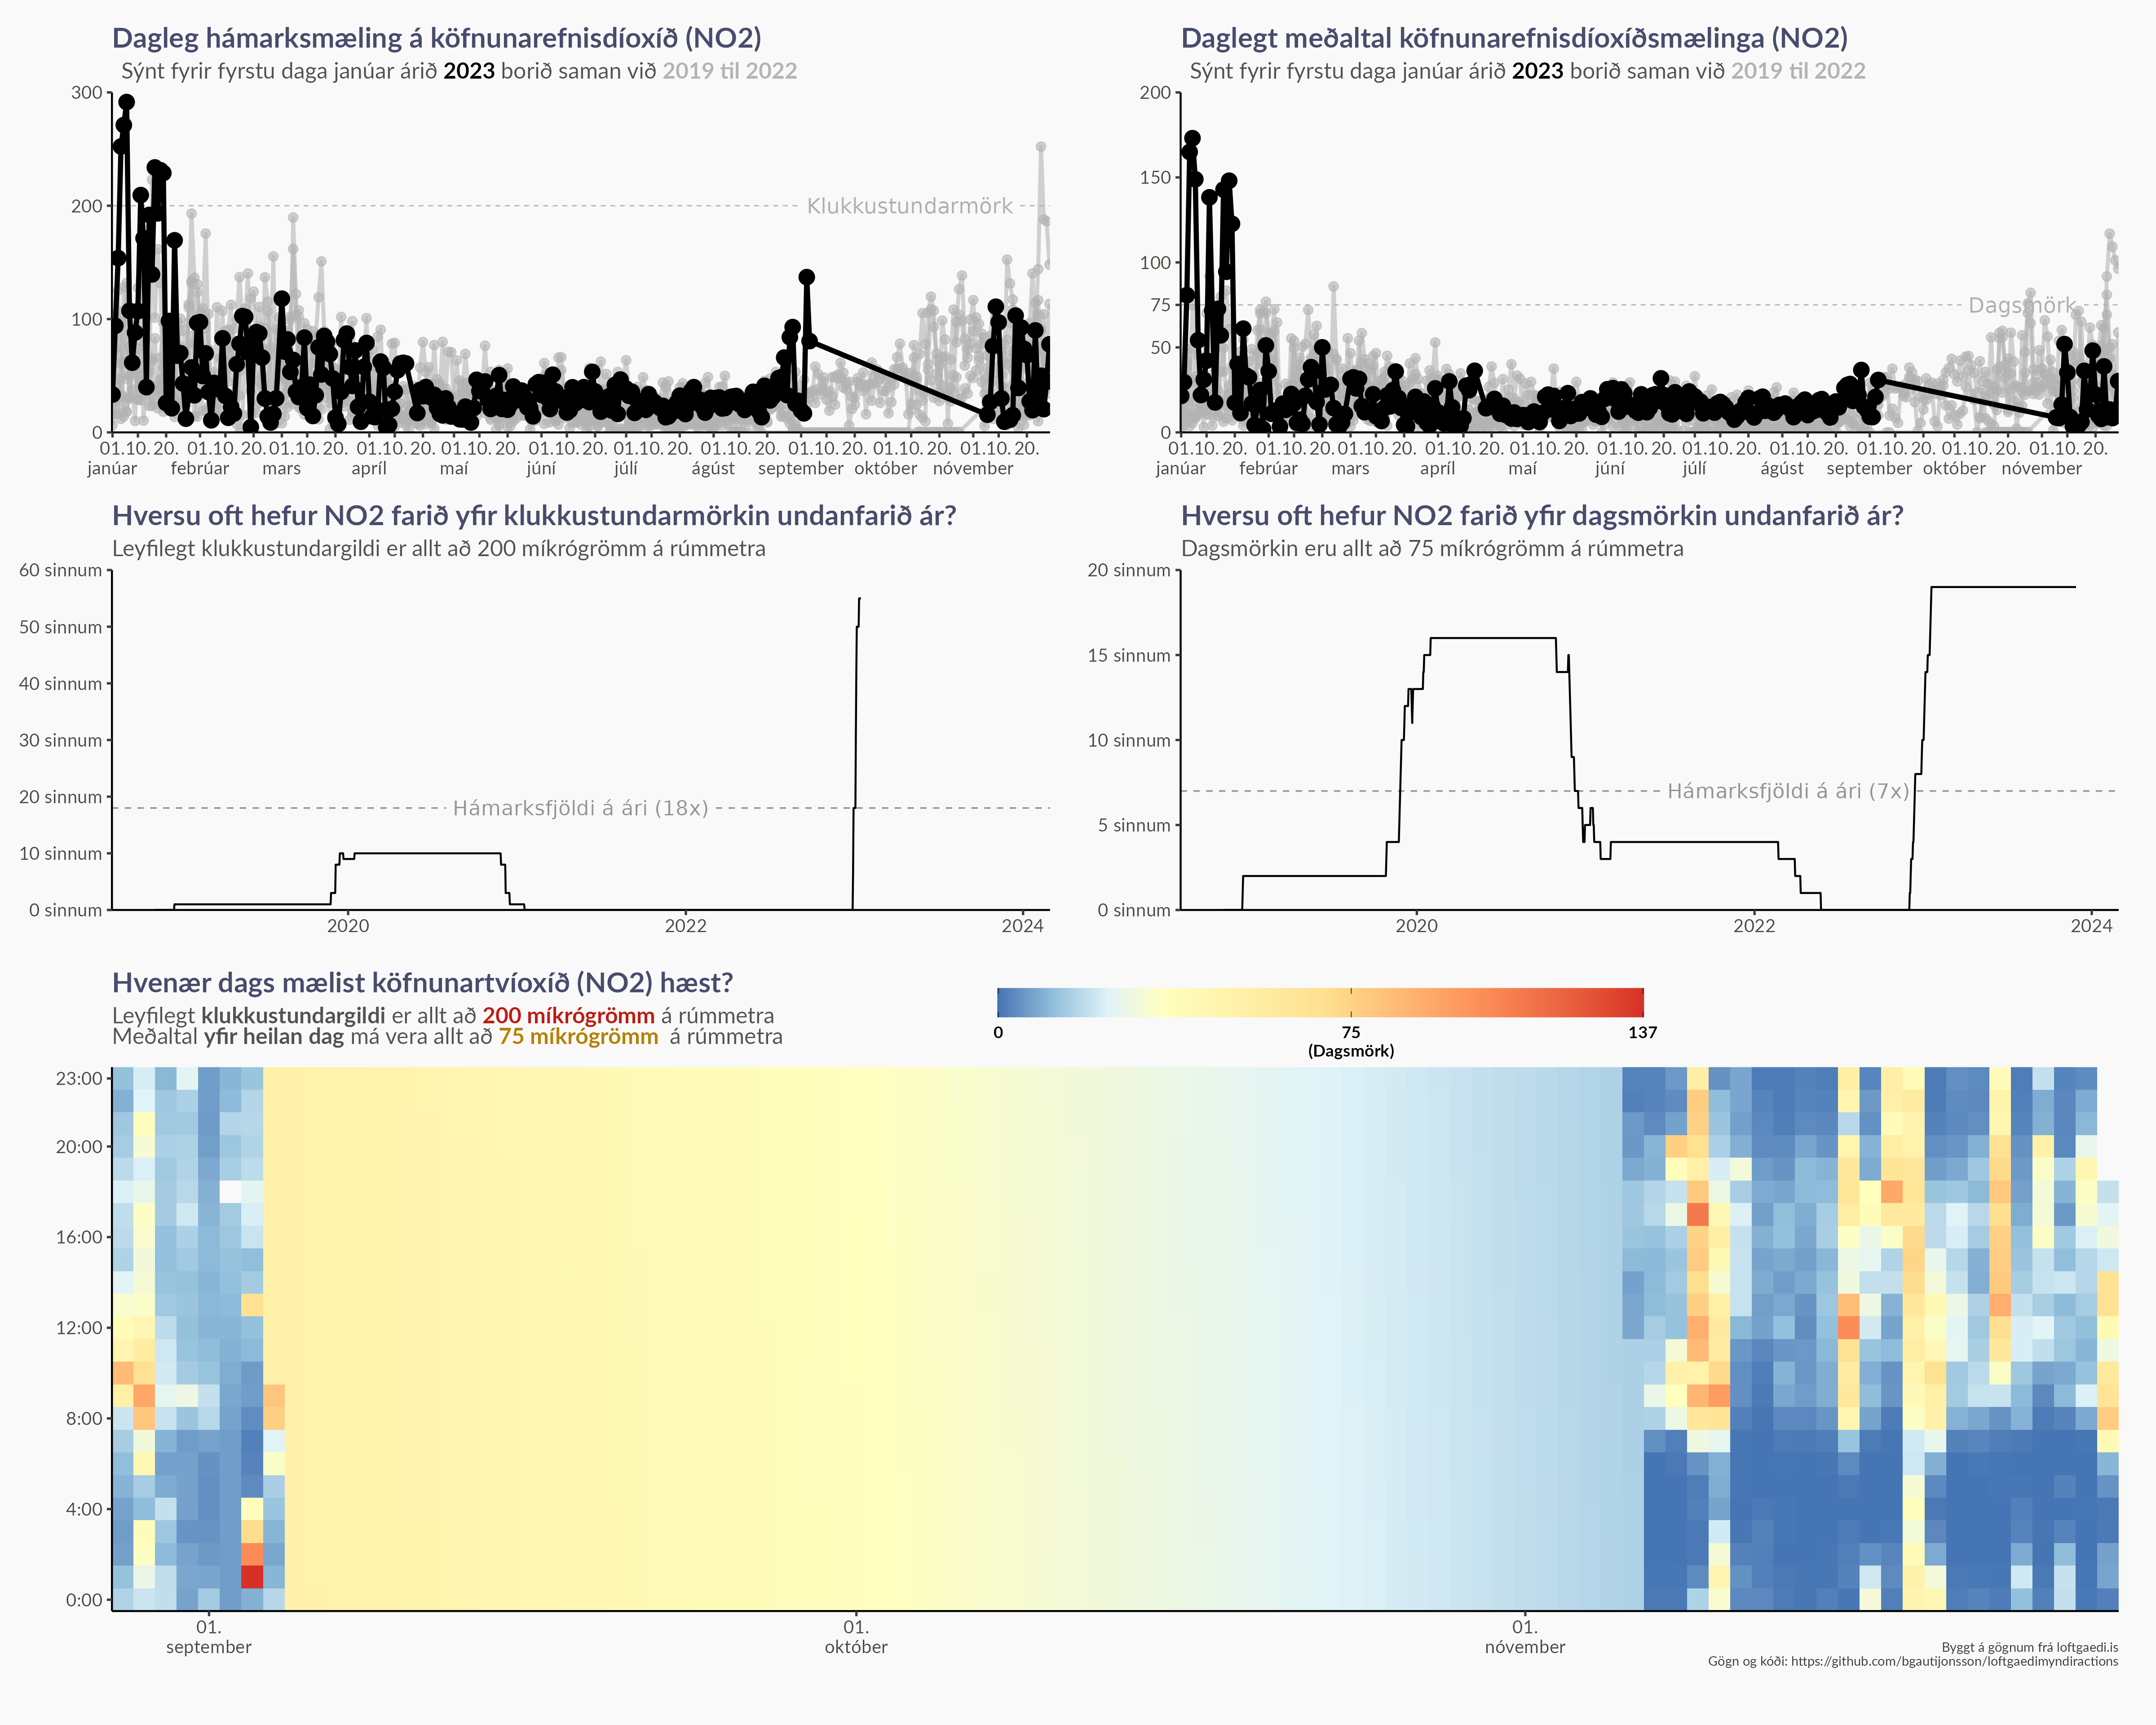 Dagleg hámarksmæling á köfnunarefnisdíoxíð (NO2)
Sýnt fyrir fyrstu daga janúar árið 2023 borið saman við 2019 til 2022
300
200
100
0
Klukkustundarmörk
01. 10. 20. 01. 10. 20. 01. 10. 20. 01. 10. 20. 01. 10. 20. 01. 10. 20. 01. 10. 20. 01. 10. 20. 01. 10. 20. 01. 10. 20. 01. 10. 20.
janúar febrúar mars apríl maí júní júlí ágúst september október nóvember
Daglegt meðaltal köfnunarefnisdíoxíðsmælinga (NO2)
Sýnt fyrir fyrstu daga janúar árið 2023 borið saman við 2019 til 2022
200
150
100
75
50
0
Dagsmörk
01. 10. 20. 01. 10. 20. 01. 10. 20. 01. 10. 20. 01. 10. 20. 01. 10. 20. 01. 10. 20. 01. 10. 20. 01. 10. 20. 01. 10. 20. 01. 10. 20.
janúar febrúar mars apríl maí júní júlí ágúst september október nóvember
Hversu oft hefur NO2 farið yfir klukkustundarmörkin undanfarið ár?
Leyfilegt klukkustundargildi er allt að 200 míkrógrömm á rúmmetra
60 sinnum
50 sinnum
40 sinnum
30 sinnum
20 sinnum
10 sinnum
0 sinnum
Hámarksfjöldi á ári (18x)
2020 2022 2024
Hversu oft hefur NO2 farið yfir dagsmörkin undanfarið ár?
Dagsmörkin eru allt að 75 míkrógrömm á rúmmetra
20 sinnum
15 sinnum
10 sinnum
5 sinnum
0 sinnum
Hámarksfjöldi á ári (7x)
2020 2022 2024
Hvenær dags mælist köfnunartvíoxíð (NO2) hæst?
Leyfilegt klukkustundargildi er allt að 200 míkrógrömm á rúmmetra
Meðaltal yfir heilan dag má vera allt að 75 míkrógrömm á rúmmetra
0 75 137
(Dagsmörk)
23:00
20:00
16:00
12:00
8:00
4:00
0:00
01. 01. 01.
september október nóvember
Byggt á gögnum frá loftgaedi.is
Gögn og kóði: https://github.com/bgautijonsson/loftgaedimyndiractions